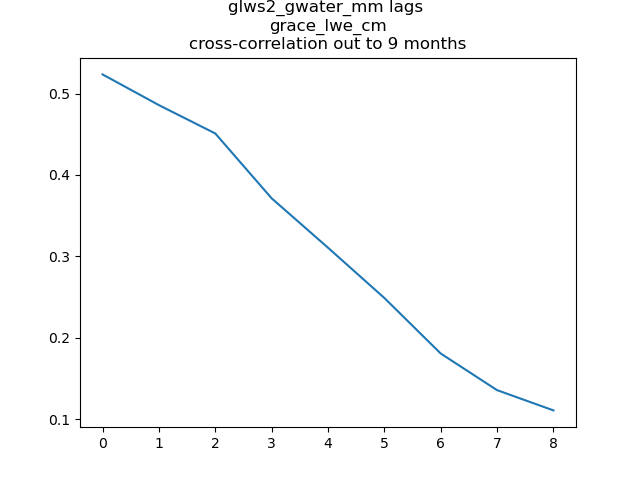 glws2_gwater_mm lags
grace_lwe_cm
cross-correlation out to 9 months
0.5
0.4
0.3
0.2
0.1
0 1 2 3 4 5 6 7 8